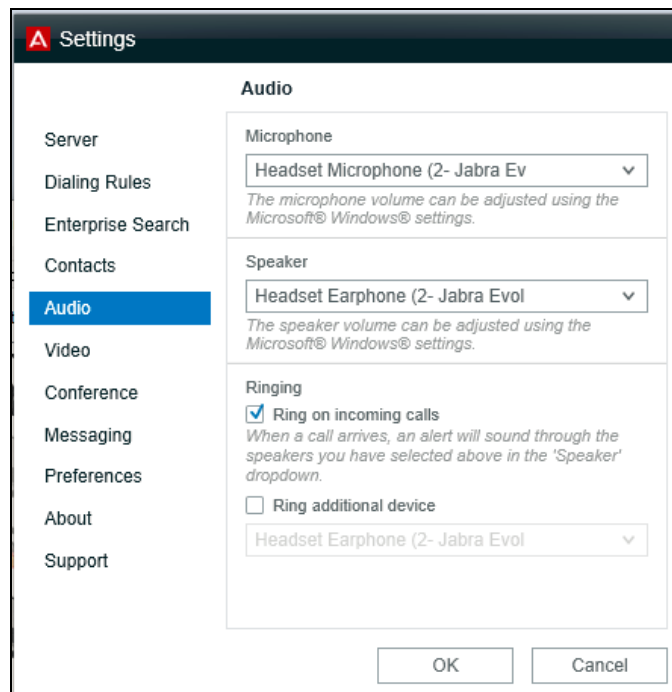 Settings
Audio
Server
Dialing Rules
Enterprise Search
Contacts
Audio
Video
Conference
Messaging
Preferences
About
Support
Microphone
Headset Microphone (2- Jabra Ev
The microphone volume can be adjusted using the
Microsoft® Windows® settings.
Speaker
Headset Earphone (2- Jabra Evol
The speaker volume can be adjusted using the
Microsoft® Windows® settings.
Ringing
Ring on incoming calls
When a call arrives, an alert will sound through the
speakers you have selected above in the 'Speaker'
dropdown.
Ring additional device
Headset Earphone (2- Jabra Evol
OK
Cancel